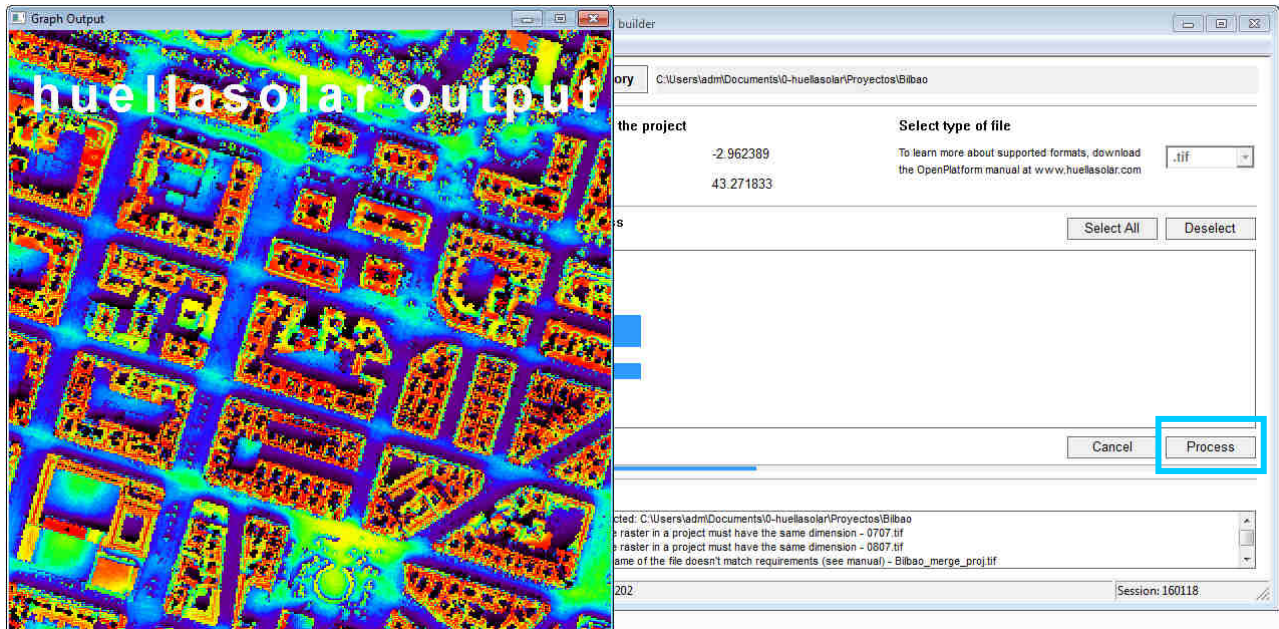 Graph Output
huellasolar output
builder
ory C:\Users\adm\Documents\0-huellasolar\Proyectos\Bilbao
the project
-2.962389
43.271833
Select type of file
To learn more about supported formats, download
the OpenPlatform manual at www.huellasolar.com
.tif
s
Select All Deselect
Cancel Process
cted: C:\Users\adm\Documents\0-huellasolar\Proyectos\Bilbao
e raster in a project must have the same dimension - 0707.tif
e raster in a project must have the same dimension - 0807.tif
ame of the file doesn't match requirements (see manual) - Bilbao_merge_proj.tif
202
Session: 160118